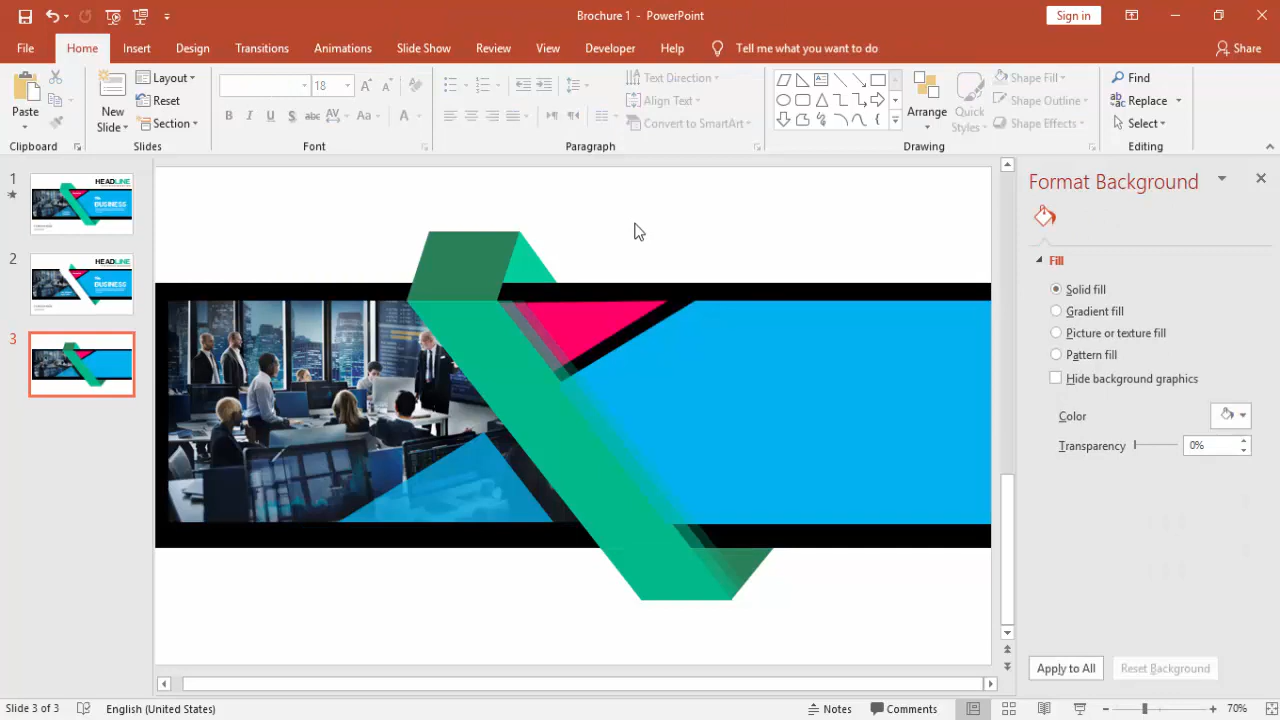 Brochure 1 - PowerPoint
Sign in
File Home Insert Design Transitions Animations Slide Show Review View Developer Help Tell me what you want to do Share
Paste
New Slide
Layout
Reset
Section
18
B I U S abc AV Aa A
Text Direction
Align Text
Convert to SmartArt
Arrange
Quick Styles
Shape Fill
Shape Outline
Shape Effects
Find
Replace
Select
Clipboard Slides Font Paragraph Drawing Editing
1
HEADLINE
BUSINESS
2
HEADLINE
BUSINESS
3
Format Background
Fill
Solid fill
Gradient fill
Picture or texture fill
Pattern fill
Hide background graphics
Color
Transparency 0%
Apply to All Reset Background
Slide 3 of 3 English (United States) Notes Comments 70%